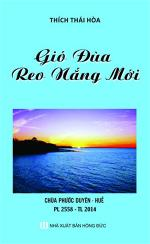 THÍCH THÁI HÒA
Gió Đùa
Reo Nắng Mới
CHÙA PHƯỚC DUYÊN - HUẾ
PL 2558 - TL 2014
NHÀ XUẤT BẢN HỒNG ĐỨC